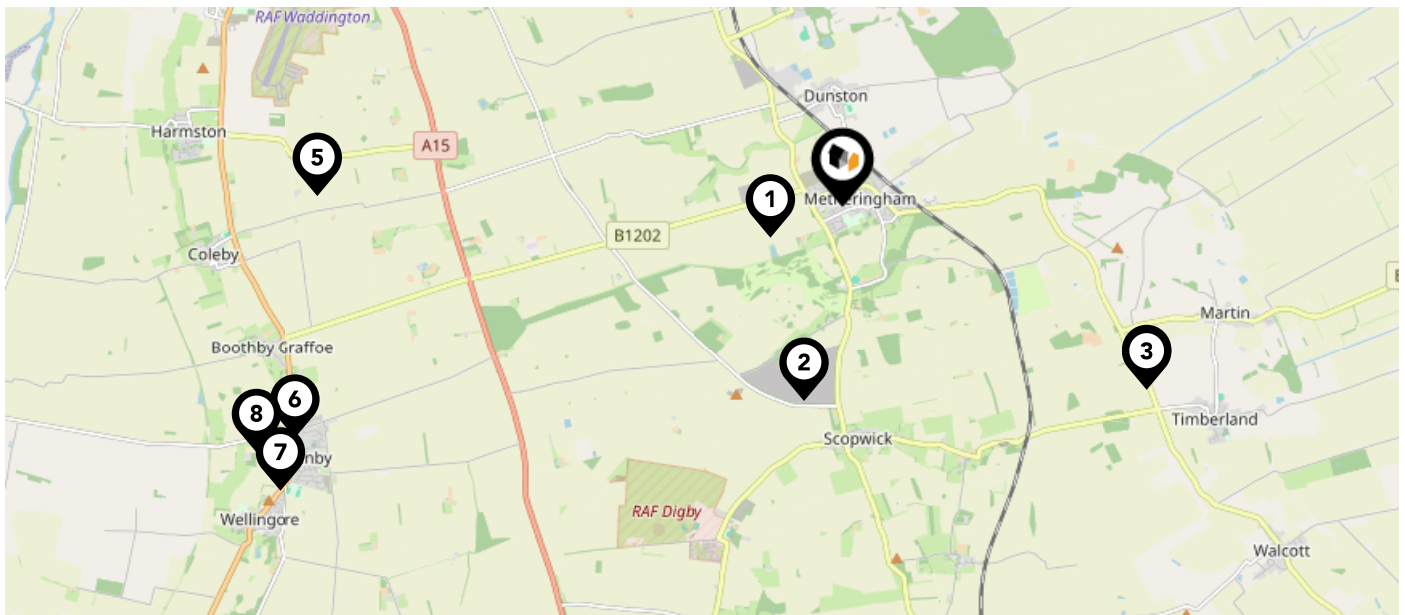 RAF Waddington
Dunston
Harmston
A15
5
1
Metheringham
B1202
Coleby
Martin
Boothby Graffoe
3
2
6
8
Timberland
Scopwick
7
nby
RAF Digby
Wellingore
Walcott